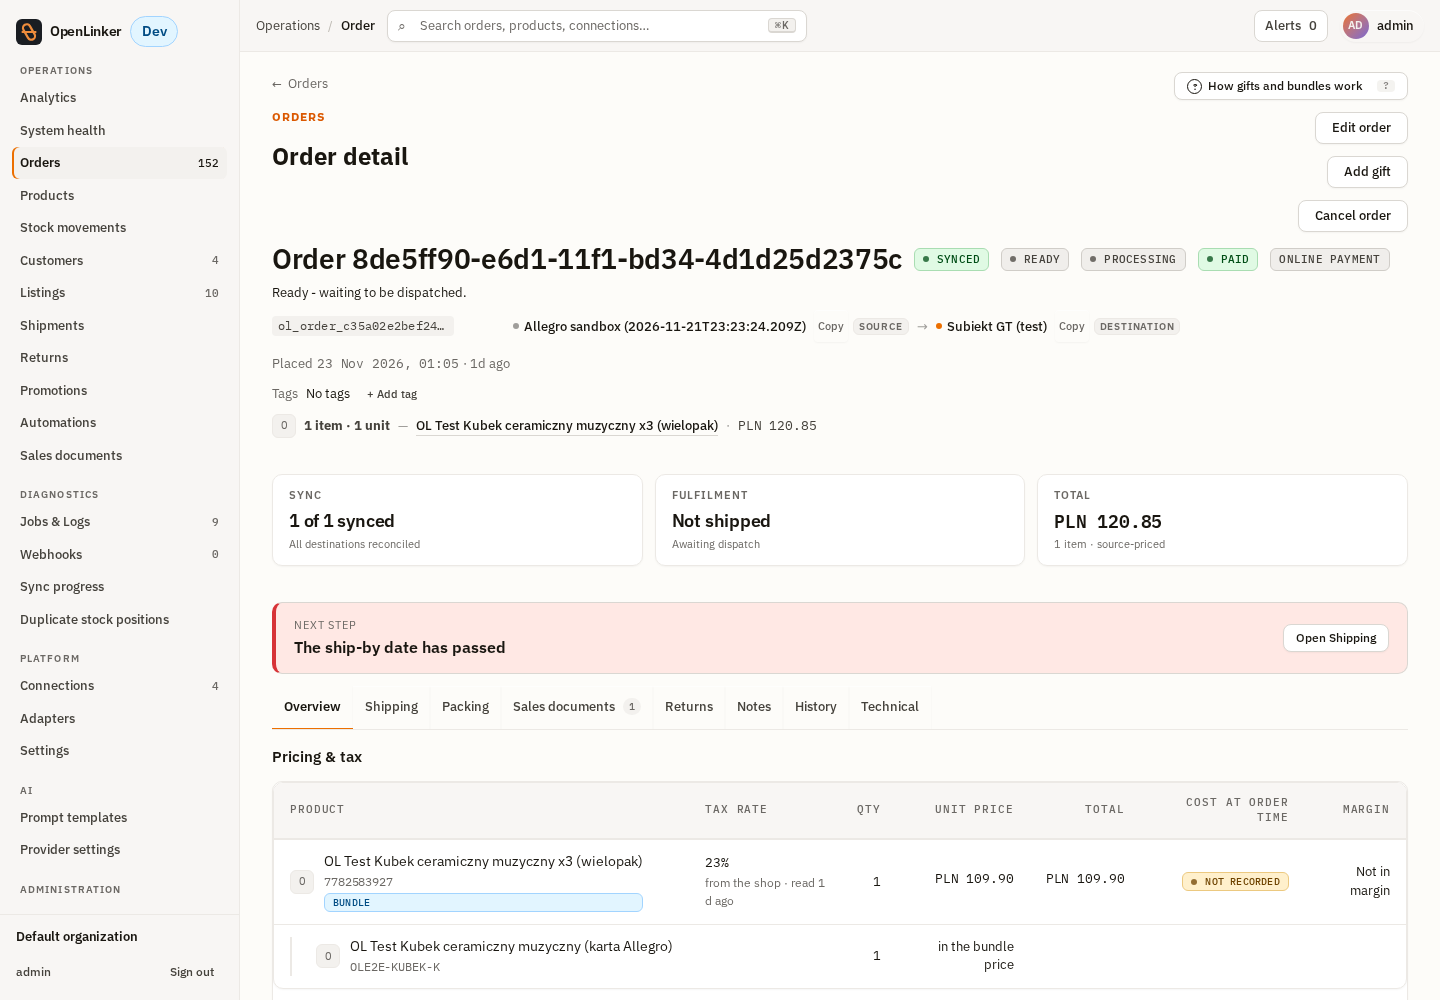 OpenLinker Dev
Operations / Order
Search orders, products, connections... ⌘K
Alerts 0
AD admin
OPERATIONS
Analytics
System health
Orders 152
Products
Stock movements
Customers 4
Listings 10
Shipments
Returns
Promotions
Automations
Sales documents
DIAGNOSTICS
Jobs & Logs 9
Webhooks 0
Sync progress
Duplicate stock positions
PLATFORM
Connections 4
Adapters
Settings
AI
Prompt templates
Provider settings
ADMINISTRATION
Default organization
admin Sign out
← Orders
? How gifts and bundles work ?
ORDERS
Order detail
Edit order
Add gift
Cancel order
Order 8de5ff90-e6d1-11f1-bd34-4d1d25d2375c SYNCED READY PROCESSING PAID ONLINE PAYMENT
Ready - waiting to be dispatched.
ol_order_c35a02e2bef24… Allegro sandbox (2026-11-21T23:23:24.209Z) Copy SOURCE → Subiekt GT (test) Copy DESTINATION
Placed 23 Nov 2026, 01:05 · 1d ago
Tags No tags + Add tag
O 1 item · 1 unit — OL Test Kubek ceramiczny muzyczny x3 (wielopak) · PLN 120.85
SYNC
1 of 1 synced
All destinations reconciled
FULFILMENT
Not shipped
Awaiting dispatch
TOTAL
PLN 120.85
1 item · source-priced
NEXT STEP
The ship-by date has passed
Open Shipping
Overview Shipping Packing Sales documents 1 Returns Notes History Technical
Pricing & tax
PRODUCT TAX RATE QTY UNIT PRICE TOTAL COST AT ORDER TIME MARGIN
O OL Test Kubek ceramiczny muzyczny x3 (wielopak)
7782583927
BUNDLE
23%
from the shop · read 1
d ago
1 PLN 109.90 PLN 109.90 NOT RECORDED
Not in
margin
O OL Test Kubek ceramiczny muzyczny (karta Allegro)
OLE2E-KUBEK-K
1
in the bundle
price